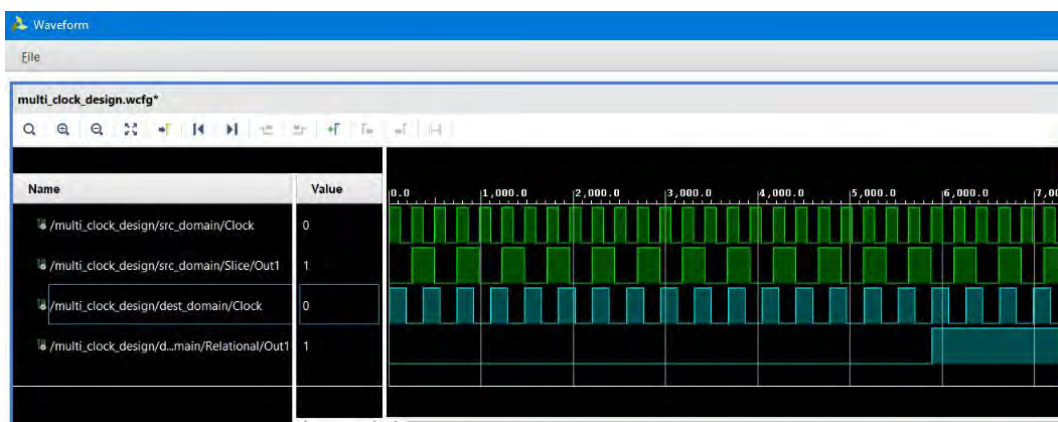 Waveform
File
multi_clock_design.wcfg*
Name Value
0.0 1,000.0 2,000.0 3,000.0 4,000.0 5,000.0 6,000.0 7,00
/multi_clock_design/src_domain/Clock 0
/multi_clock_design/src_domain/Slice/Out1 1
/multi_clock_design/dest_domain/Clock 0
/multi_clock_design/d...main/Relational/Out1 1